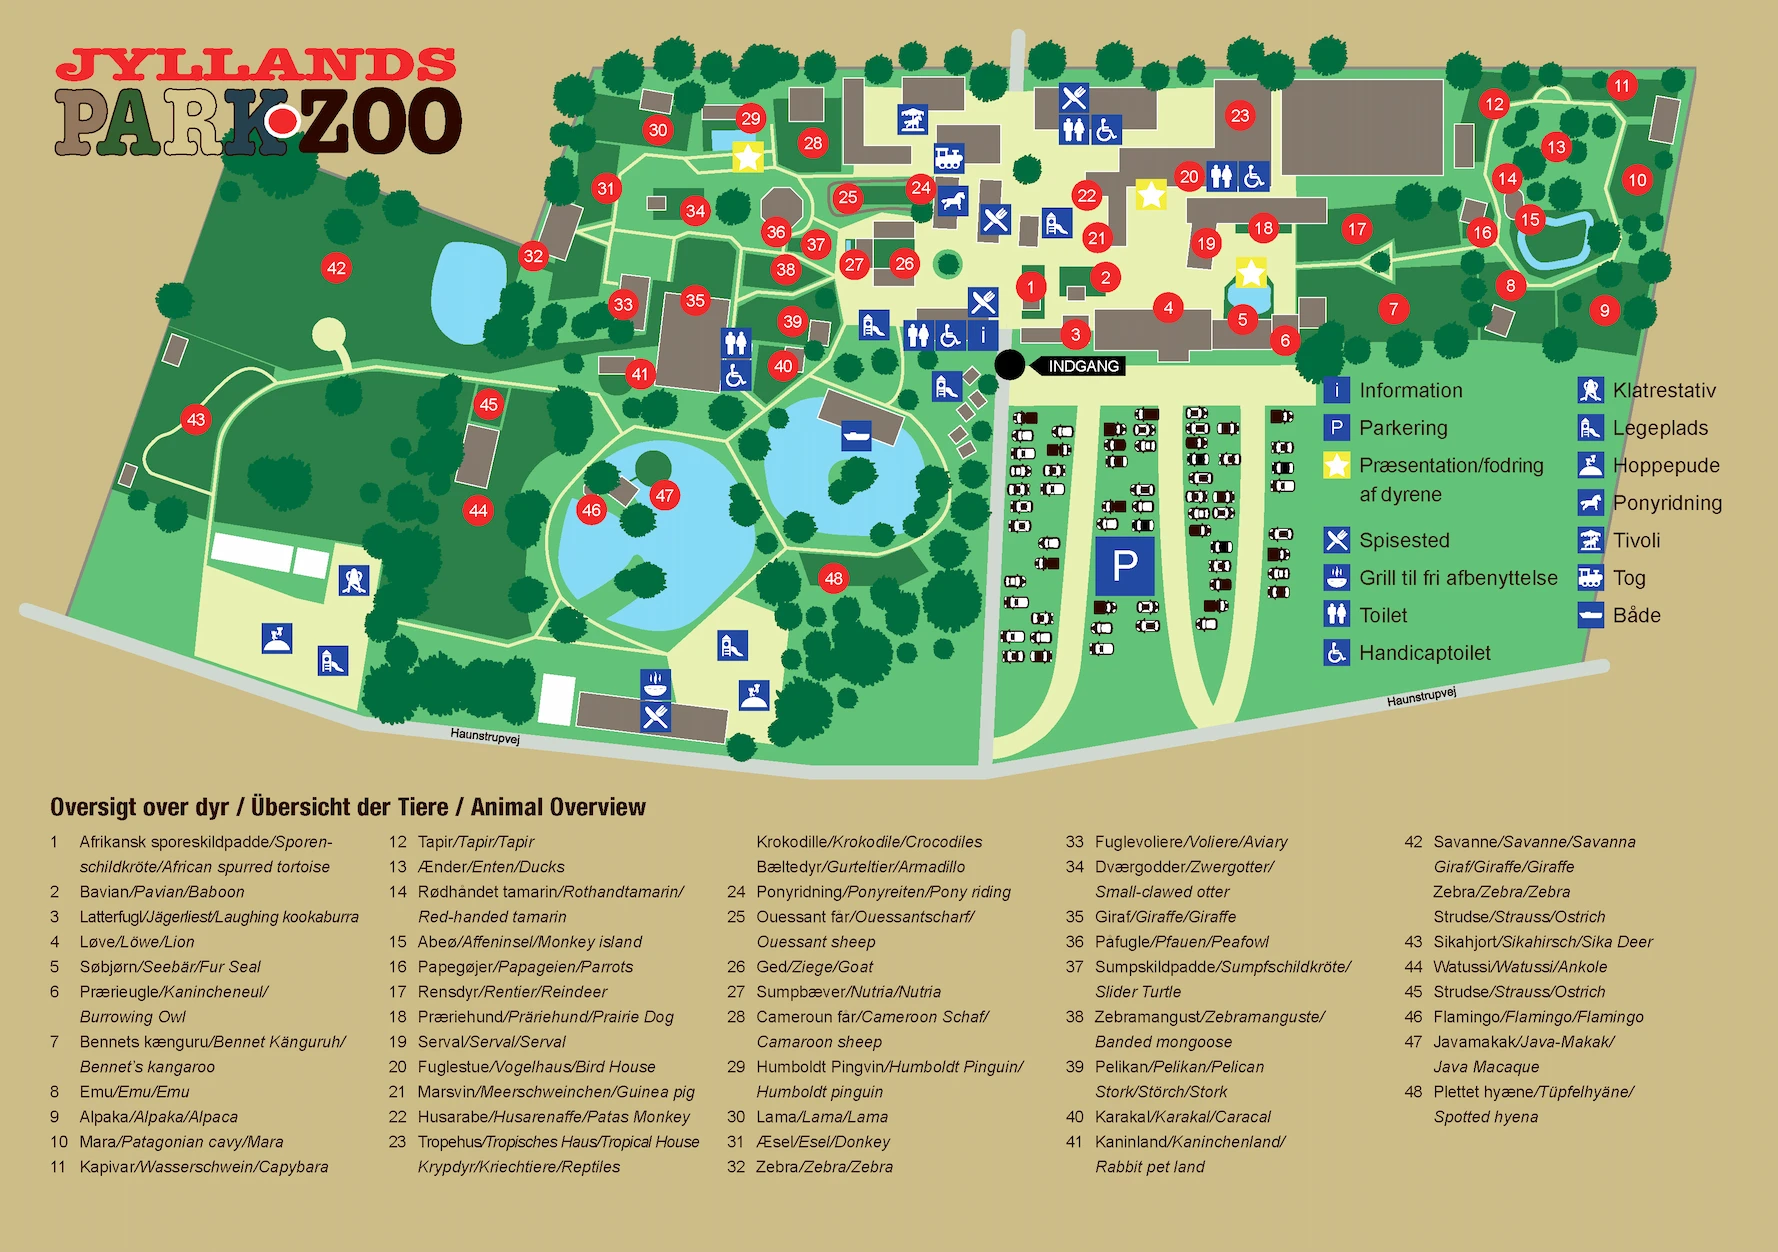 JYLLANDS
PARK ZOO
INDGANG
i Information
P Parkering
Præsentation/fodring
af dyrene
Spisested
Grill til fri afbenyttelse
Toilet
Handicaptoilet
Klatrestativ
Legeplads
Hoppepude
Ponyridning
Tivoli
Tog
Både
P
Haunstrupvej
Haunstrupvej
1
2
3
4
5
6
7
8
9
10
11
12
13
14
15
16
17
18
19
20
21
22
23
24
25
26
27
28
29
30
31
32
33
34
35
36
37
38
39
40
41
42
43
44
45
46
47
48
i
Oversigt over dyr / Übersicht der Tiere / Animal Overview
1 Afrikansk sporeskildpadde/Sporen-
schildkröte/African spurred tortoise
2 Bavian/Pavian/Baboon
3 Latterfugl/Jägerliest/Laughing kookaburra
4 Løve/Löwe/Lion
5 Søbjørn/Seebär/Fur Seal
6 Prærieugle/Kanincheneul/
Burrowing Owl
7 Bennets kænguru/Bennet Känguruh/
Bennet's kangaroo
8 Emu/Emu/Emu
9 Alpaka/Alpaka/Alpaca
10 Mara/Patagonian cavy/Mara
11 Kapivar/Wasserschwein/Capybara
12 Tapir/Tapir/Tapir
13 Ænder/Enten/Ducks
14 Rødhåndet tamarin/Rothandtamarin/
Red-handed tamarin
15 Abeø/Affeninsel/Monkey island
16 Papegøjer/Papageien/Parrots
17 Rensdyr/Rentier/Reindeer
18 Præriehund/Präriehund/Prairie Dog
19 Serval/Serval/Serval
20 Fuglestue/Vogelhaus/Bird House
21 Marsvin/Meerschweinchen/Guinea pig
22 Husarabe/Husarenaffe/Patas Monkey
23 Tropehus/Tropisches Haus/Tropical House
Krypdyr/Kriechtiere/Reptiles
Krokodille/Krokodile/Crocodiles
Bæltedyr/Gurteltier/Armadillo
24 Ponyridning/Ponyreiten/Pony riding
25 Ouessant får/Ouessantscharf/
Ouessant sheep
26 Ged/Ziege/Goat
27 Sumpbæver/Nutria/Nutria
28 Cameroun får/Cameroon Schaf/
Camaroon sheep
29 Humboldt Pingvin/Humboldt Pinguin/
Humboldt pinguin
30 Lama/Lama/Lama
31 Æsel/Esel/Donkey
32 Zebra/Zebra/Zebra
33 Fuglevoliere/Voliere/Aviary
34 Dværgodder/Zwergotter/
Small-clawed otter
35 Giraf/Giraffe/Giraffe
36 Påfugle/Pfauen/Peafowl
37 Sumpskildpadde/Sumpfschildkröte/
Slider Turtle
38 Zebramangust/Zebramanguste/
Banded mongoose
39 Pelikan/Pelikan/Pelican
Stork/Störch/Stork
40 Karakal/Karakal/Caracal
41 Kaninland/Kaninchenland/
Rabbit pet land
42 Savanne/Savanne/Savanna
Giraf/Giraffe/Giraffe
Zebra/Zebra/Zebra
Strudse/Strauss/Ostrich
43 Sikahjort/Sikahirsch/Sika Deer
44 Watussi/Watussi/Ankole
45 Strudse/Strauss/Ostrich
46 Flamingo/Flamingo/Flamingo
47 Javamakak/Java-Makak/
Java Macaque
48 Plettet hyæne/Tüpfelhyäne/
Spotted hyena